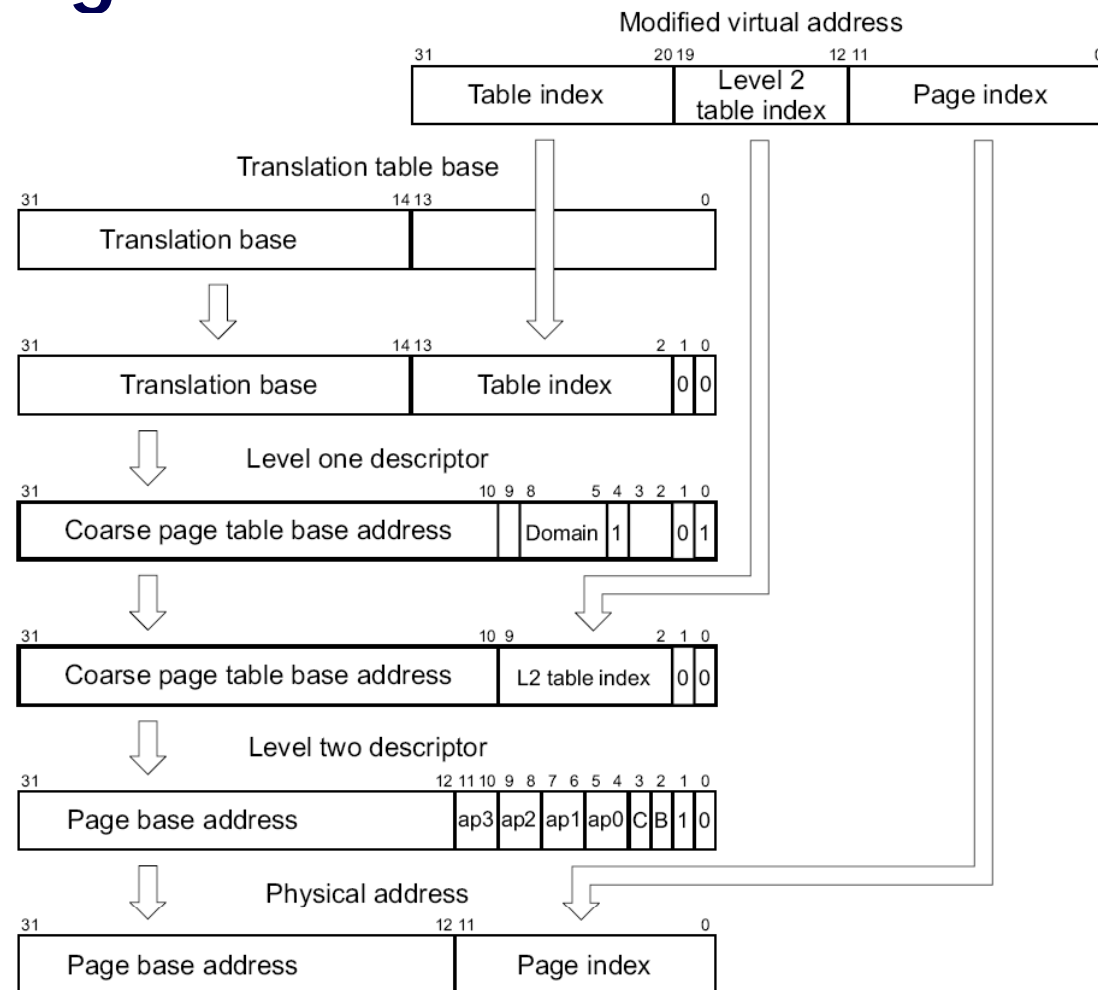 g
Modified virtual address
31 20 19 12 11 0
Table index Level 2 table index Page index
Translation table base
31 14 13 0
Translation base
31 14 13 2 1 0
Translation base Table index 0 0
Level one descriptor
31 10 9 8 5 4 3 2 1 0
Coarse page table base address Domain 1 0 1
31 10 9 2 1 0
Coarse page table base address L2 table index 0 0
Level two descriptor
31 12 11 10 9 8 7 6 5 4 3 2 1 0
Page base address ap3 ap2 ap1 ap0 C B 1 0
Physical address
31 12 11 0
Page base address Page index